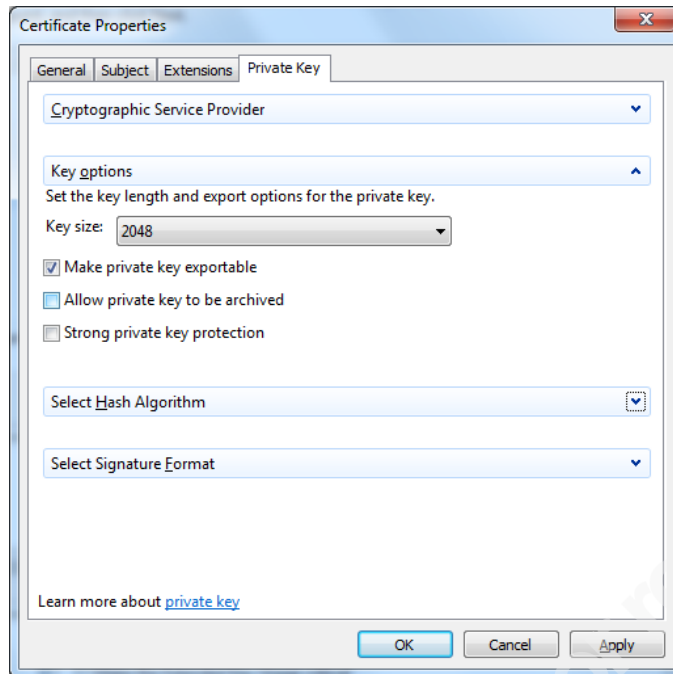 Certificate Properties
General Subject Extensions Private Key
Cryptographic Service Provider
Key options
Set the key length and export options for the private key.
Key size: 2048
Make private key exportable
Allow private key to be archived
Strong private key protection
Select Hash Algorithm
Select Signature Format
Learn more about private key
OK Cancel Apply